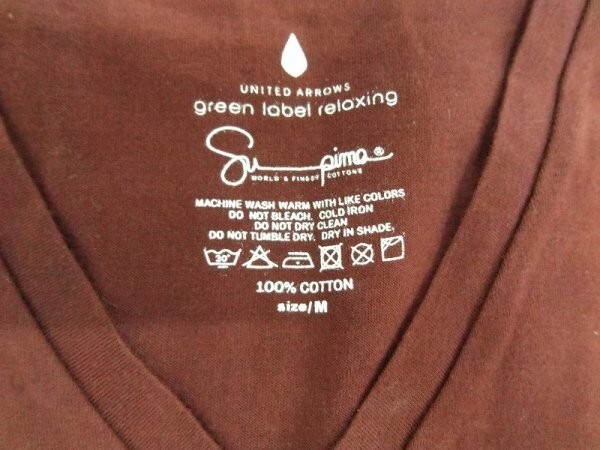 UNITED ARROWS
green label relaxing
Supima®
WORLD'S FINEST COTTONS
MACHINE WASH WARM WITH LIKE COLORS
DO NOT BLEACH. COLD IRON
DO NOT DRY CLEAN
DO NOT TUMBLE DRY. DRY IN SHADE.
30°
100% COTTON
size/M